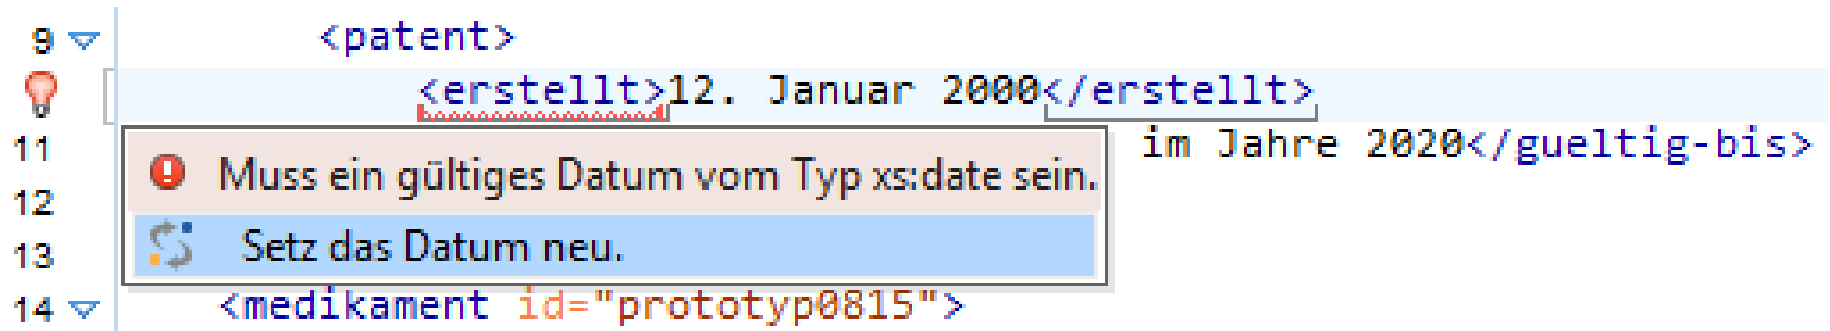 9 <patent>
<erstellt>12. Januar 2000</erstellt>
11 im Jahre 2020</gueltig-bis>
Muss ein gültiges Datum vom Typ xs:date sein.
12
Setz das Datum neu.
13
14 <medikament id="prototyp0815">